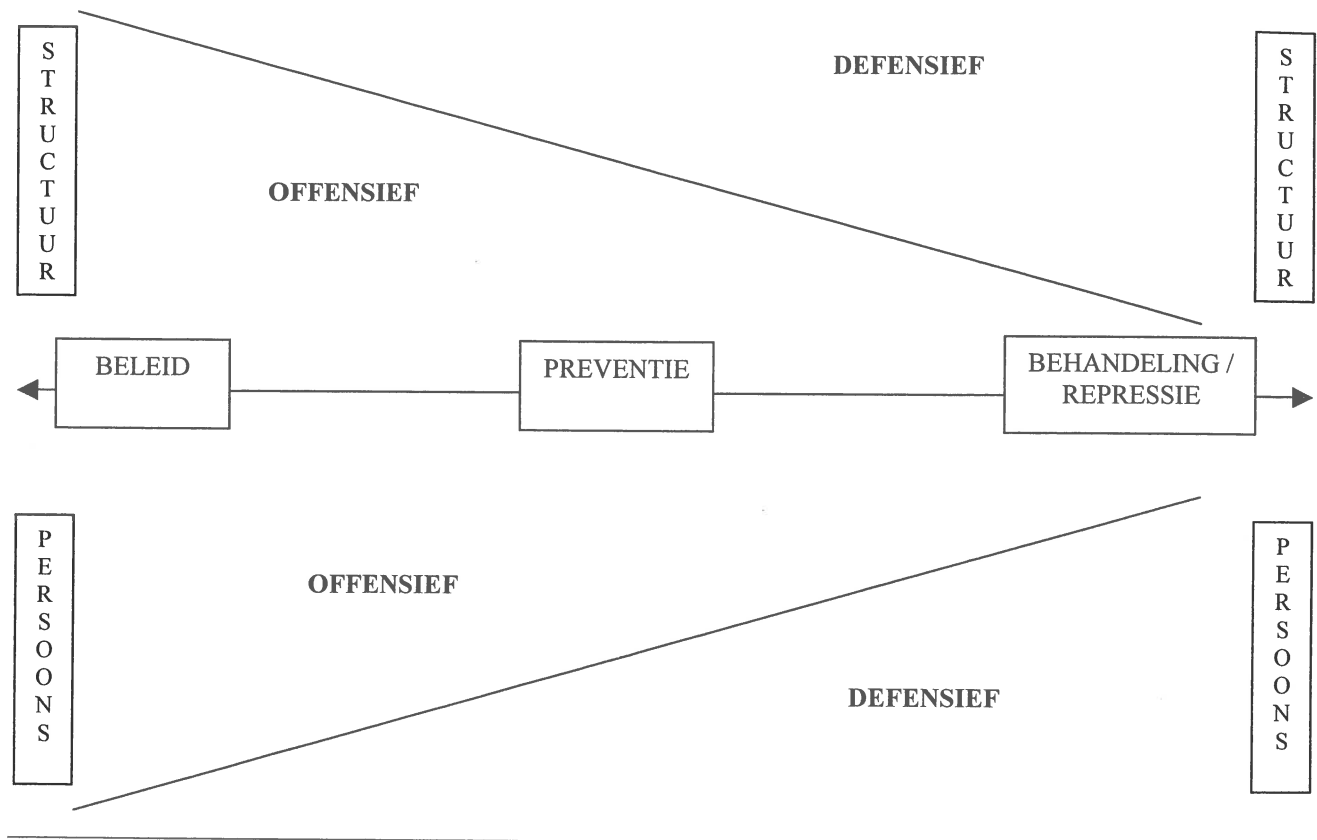 STRUCTUUR
DEFENSIEF
STRUCTUUR
OFFENSIEF
BELEID
PREVENTIE
BEHANDELING /
REPRESSIE
PERSOONS
OFFENSIEF
PERSOONS
DEFENSIEF